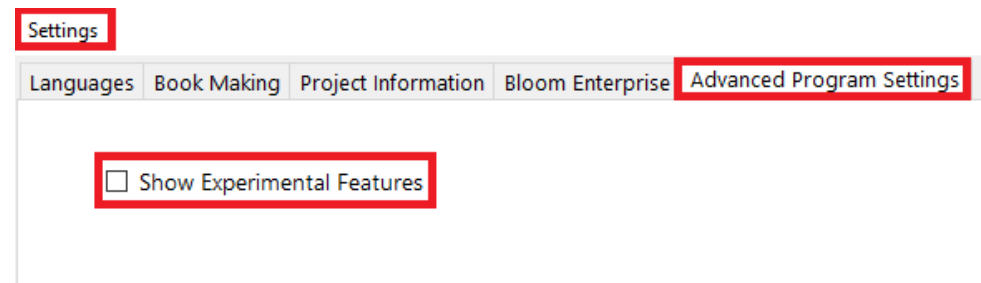 Settings
Languages Book Making Project Information Bloom Enterprise Advanced Program Settings
Show Experimental Features